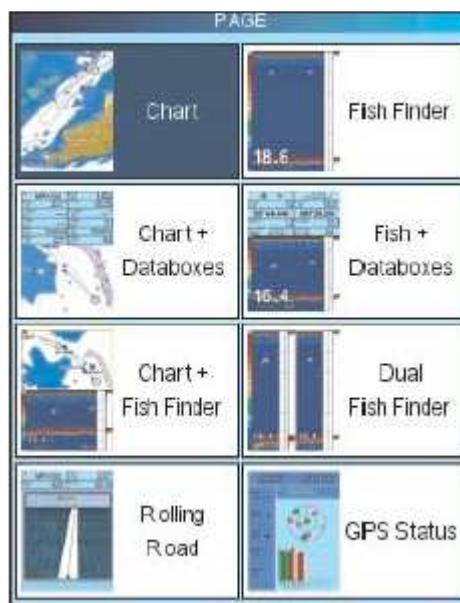 PAGE
Chart
Fish Finder
18.6
Chart +
Databoxes
Fish +
Databoxes
16.4
Chart +
Fish Finder
Dual
Fish Finder
Rolling
Road
GPS Status